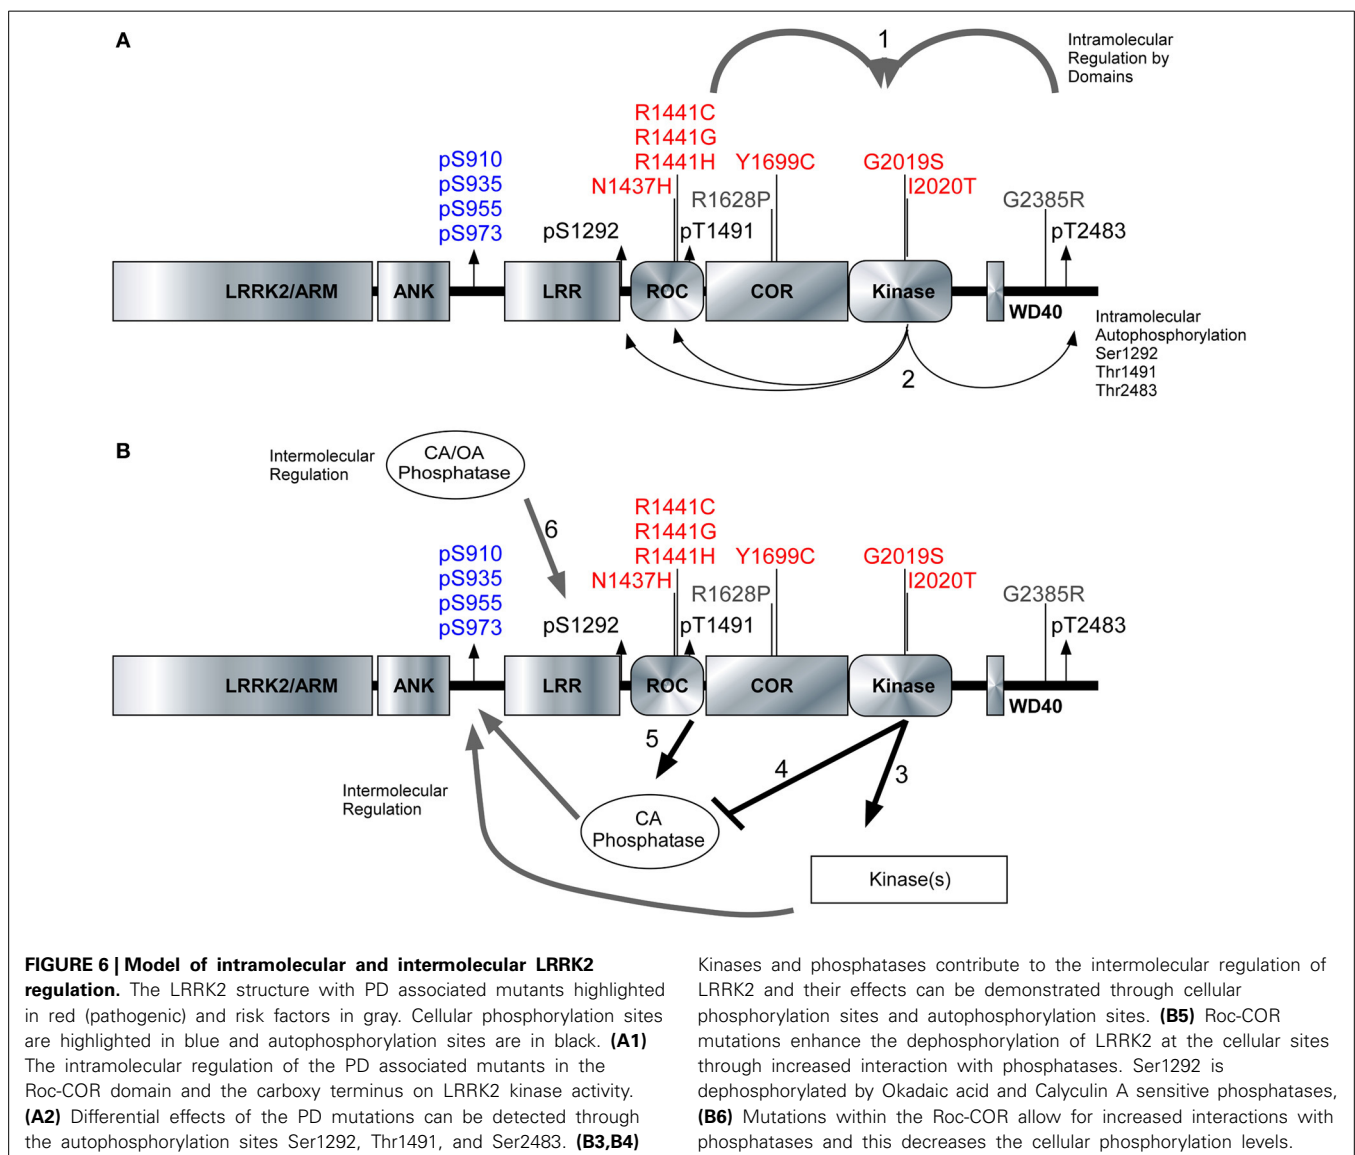 A
1
Intramolecular
Regulation by
Domains
R1441C
R1441G
R1441H
Y1699C
G2019S
pS910
pS935
pS955
pS973
N1437H
R1628P
I2020T
G2385R
pS1292
pT1491
pT2483
LRRK2/ARM
ANK
LRR
ROC
COR
Kinase
WD40
2
Intramolecular
Autophosphorylation
Ser1292
Thr1491
Thr2483
B
Intermolecular
Regulation
CA/OA
Phosphatase
6
R1441C
R1441G
R1441H
Y1699C
G2019S
pS910
pS935
pS955
pS973
N1437H
R1628P
I2020T
G2385R
pS1292
pT1491
pT2483
LRRK2/ARM
ANK
LRR
ROC
COR
Kinase
WD40
5
4
3
Intermolecular
Regulation
CA
Phosphatase
Kinase(s)
FIGURE 6 | Model of intramolecular and intermolecular LRRK2
regulation. The LRRK2 structure with PD associated mutants highlighted
in red (pathogenic) and risk factors in gray. Cellular phosphorylation sites
are highlighted in blue and autophosphorylation sites are in black. (A1)
The intramolecular regulation of the PD associated mutants in the
Roc-COR domain and the carboxy terminus on LRRK2 kinase activity.
(A2) Differential effects of the PD mutations can be detected through
the autophosphorylation sites Ser1292, Thr1491, and Ser2483. (B3,B4)
Kinases and phosphatases contribute to the intermolecular regulation of
LRRK2 and their effects can be demonstrated through cellular
phosphorylation sites and autophosphorylation sites. (B5) Roc-COR
mutations enhance the dephosphorylation of LRRK2 at the cellular sites
through increased interaction with phosphatases. Ser1292 is
dephosphorylated by Okadaic acid and Calyculin A sensitive phosphatases,
(B6) Mutations within the Roc-COR allow for increased interactions with
phosphatases and this decreases the cellular phosphorylation levels.